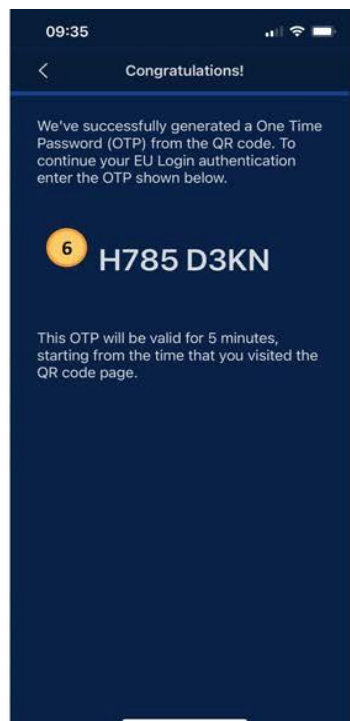 09:35
Congratulations!
We've successfully generated a One Time
Password (OTP) from the QR code. To
continue your EU Login authentication
enter the OTP shown below.
6
H785 D3KN
This OTP will be valid for 5 minutes,
starting from the time that you visited the
QR code page.